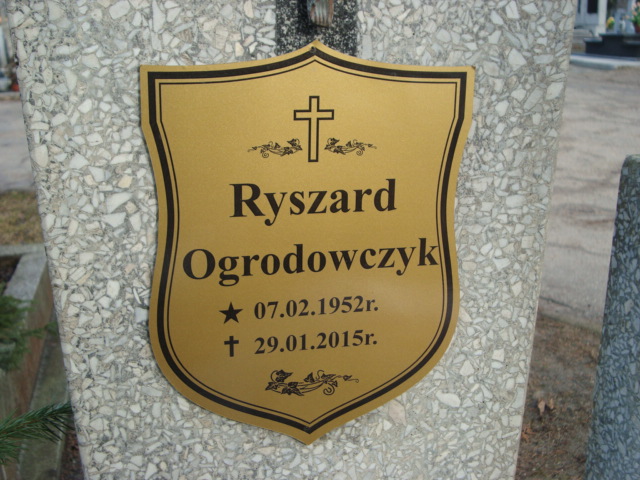 Ryszard
Ogrodowczyk
★ 07.02.1952r.
✝ 29.01.2015r.